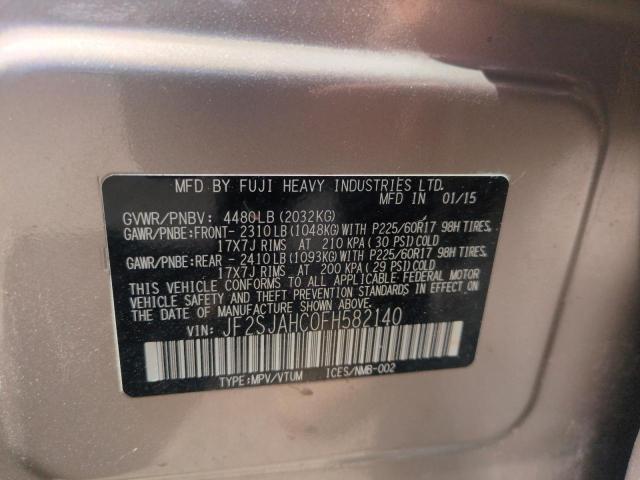 MFD BY FUJI HEAVY INDUSTRIES LTD.
MFD IN 01/15
GVWR/PNBV: 4480LB (2032KG)
GAWR/PNBE:FRONT- 2310LB (1048KG) WITH P225/60R17 98H TIRES,
17X7J RIMS AT 210 KPA ( 30 PSI) COLD
GAWR/PNBE:REAR - 2410LB (1093KG) WITH P225/60R17 98H TIRES,
17X7J RIMS AT 200 KPA (29 PSI) COLD
THIS VEHICLE CONFORMS TO ALL APPLICABLE FEDERAL MOTOR
VEHICLE SAFETY AND THEFT PREVENTION STANDARDS IN EFFECT
ON THE DATE OF MANUFACTURE SHOWN ABOVE.
VIN: JF2SJAHC0FH582140
TYPE:MPV/VTUM ICES/NMB-002